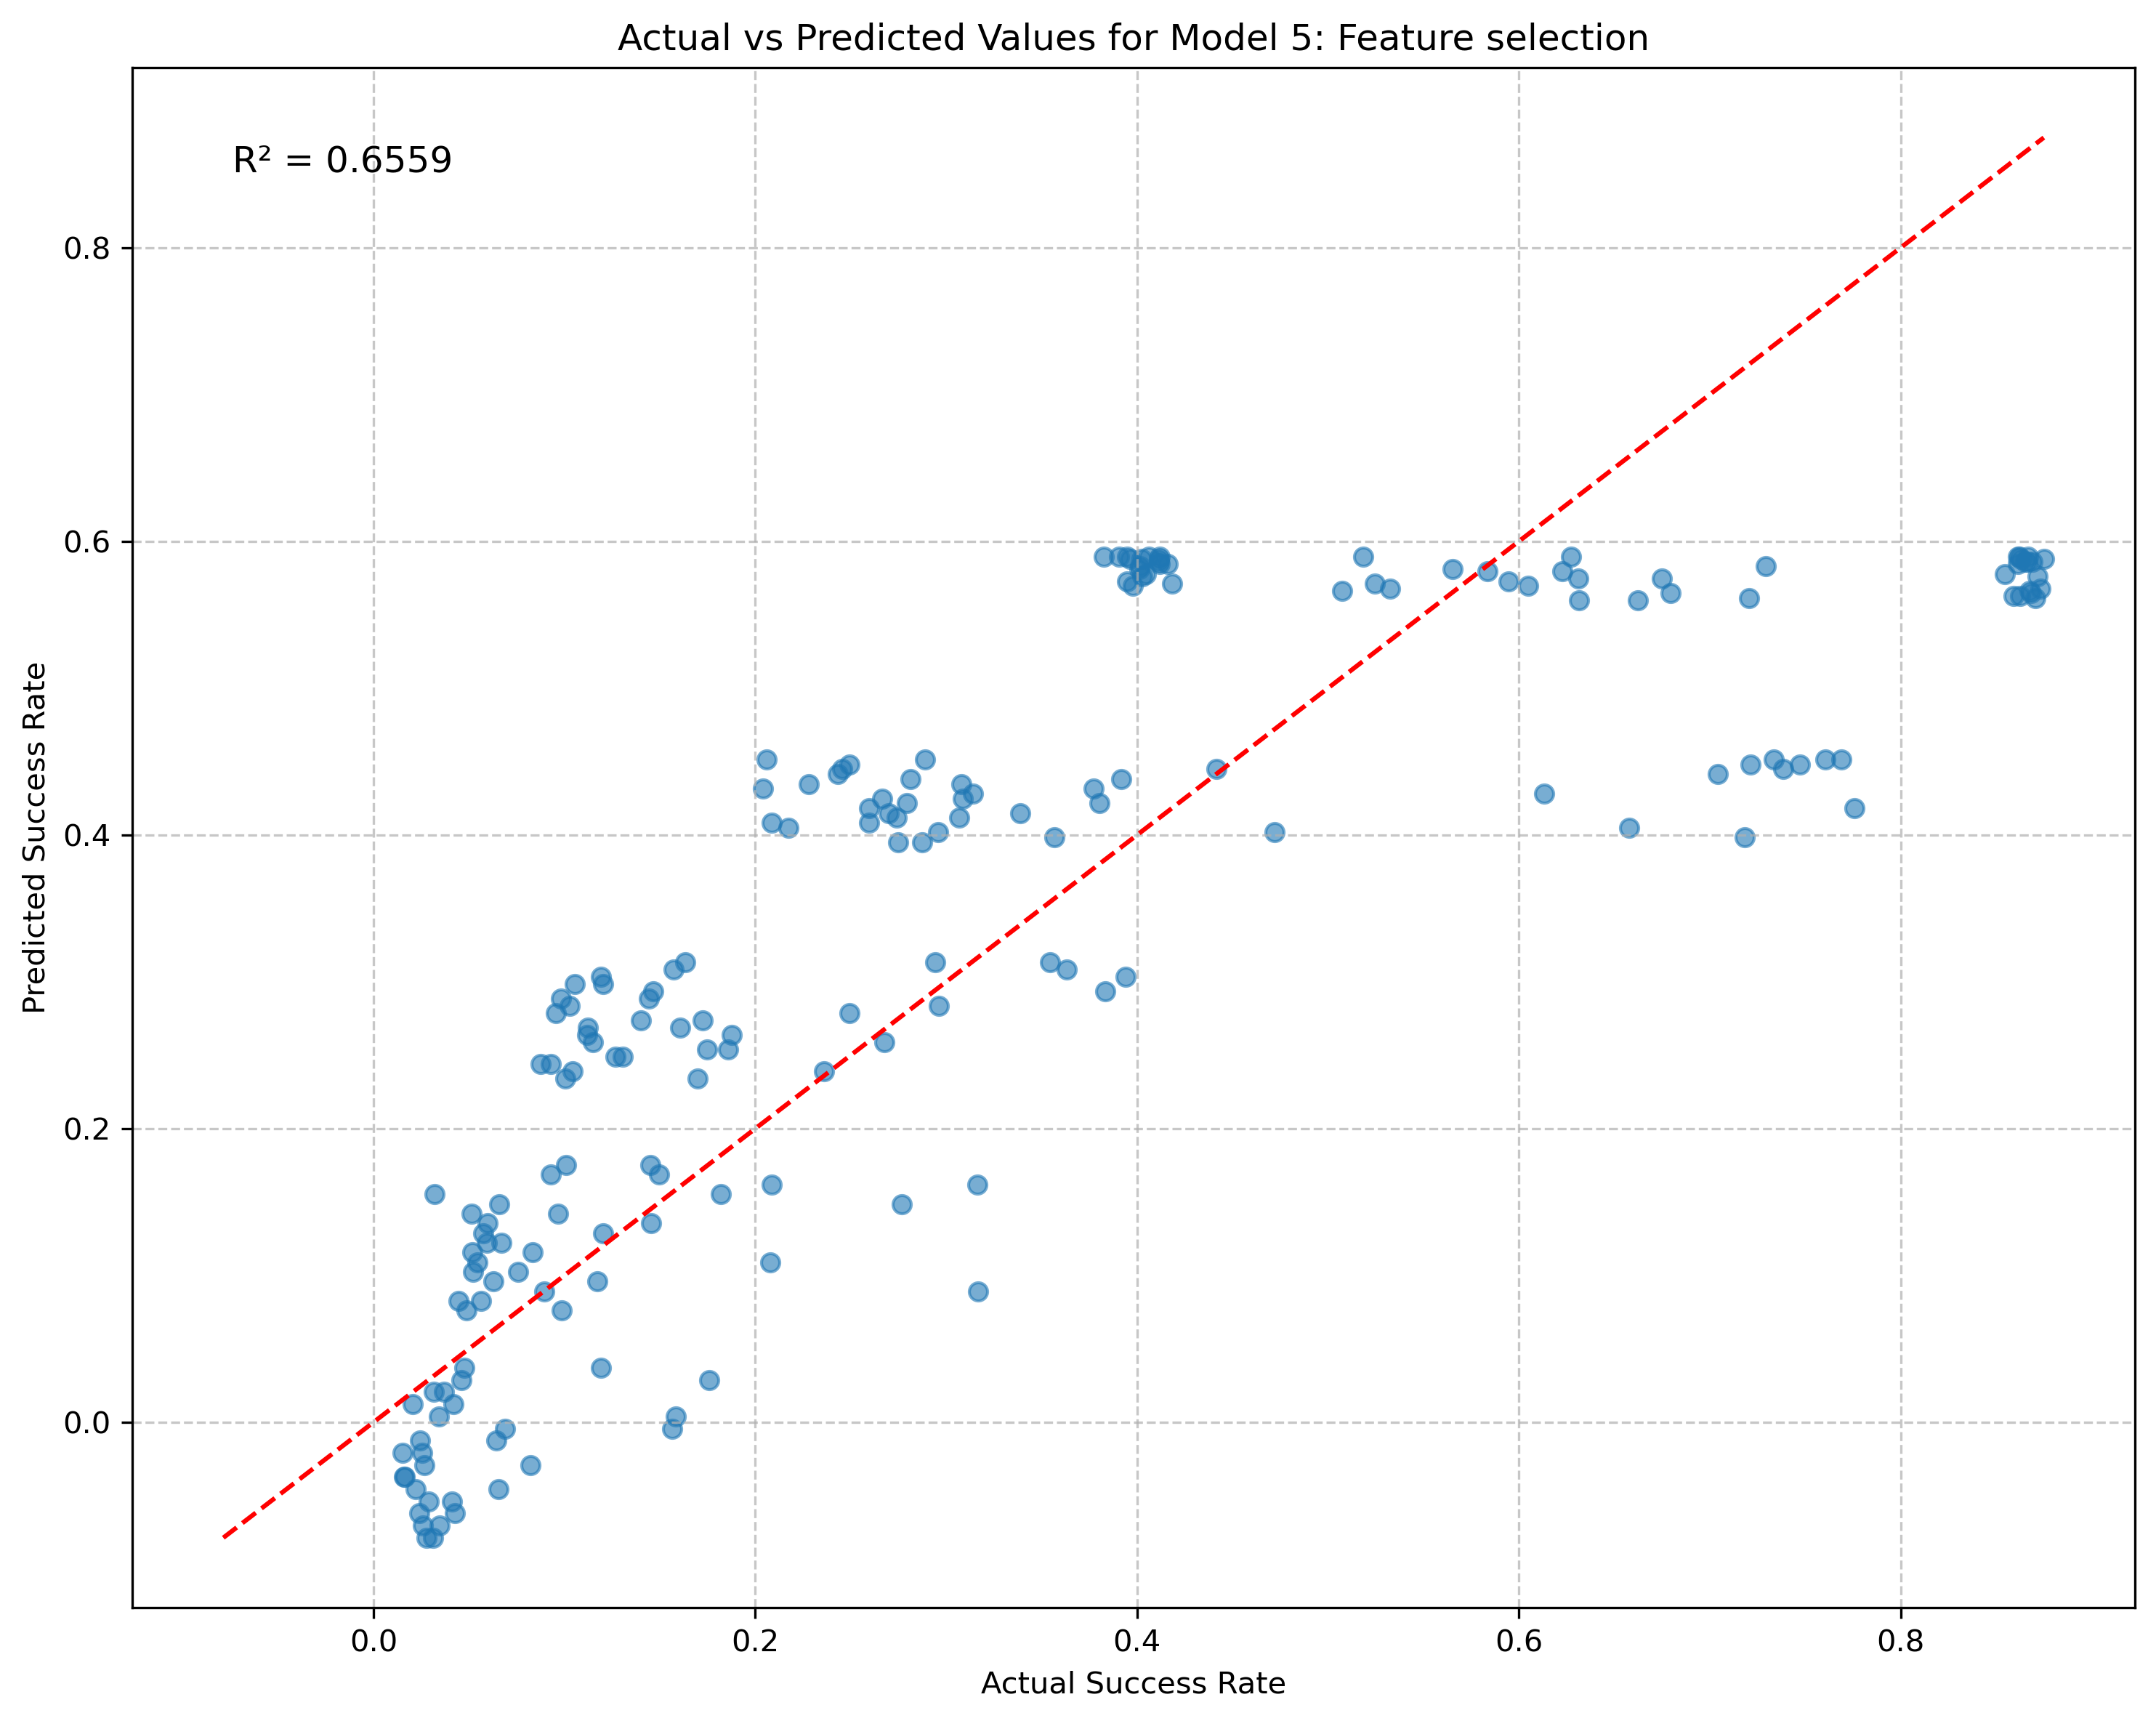 Actual vs Predicted Values for Model 5: Feature selection
R² = 0.6559
Predicted Success Rate
0.8
0.6
0.4
0.2
0.0
0.0 0.2 0.4 0.6 0.8
Actual Success Rate